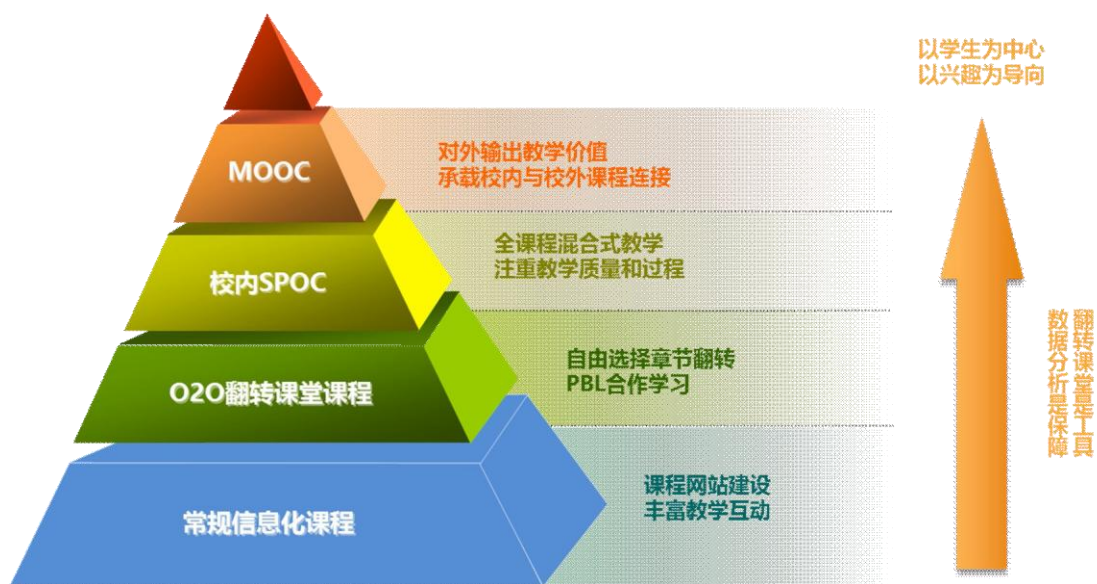 以学生为中心
以兴趣为导向
MOOC
对外输出教学价值
承载校内与校外课程连接
校内SPOC
全课程混合式教学
注重教学质量和过程
O2O翻转课堂课程
自由选择章节翻转
PBL合作学习
翻转课堂是工具
数据分析是保障
常规信息化课程
课程网站建设
丰富教学互动